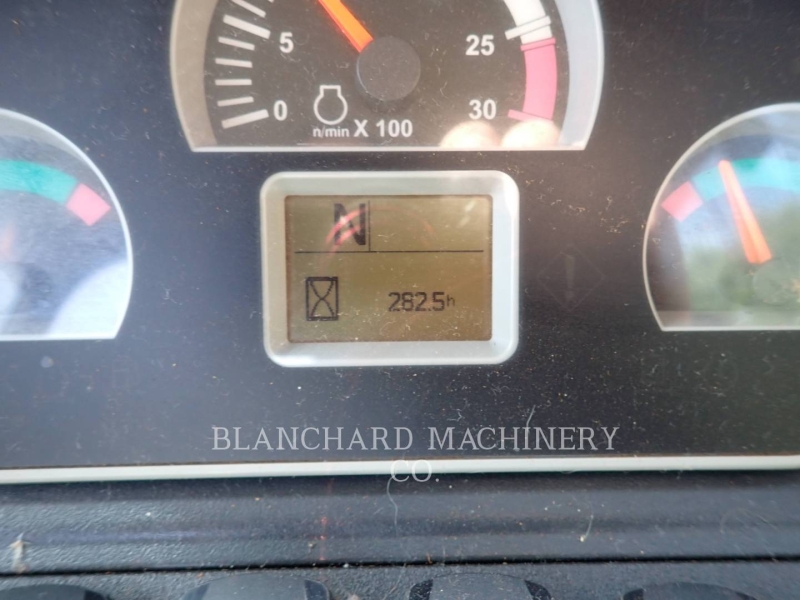 5 25
0 30
n/min X 100
N
282.5h
BLANCHARD MACHINERY
CO.